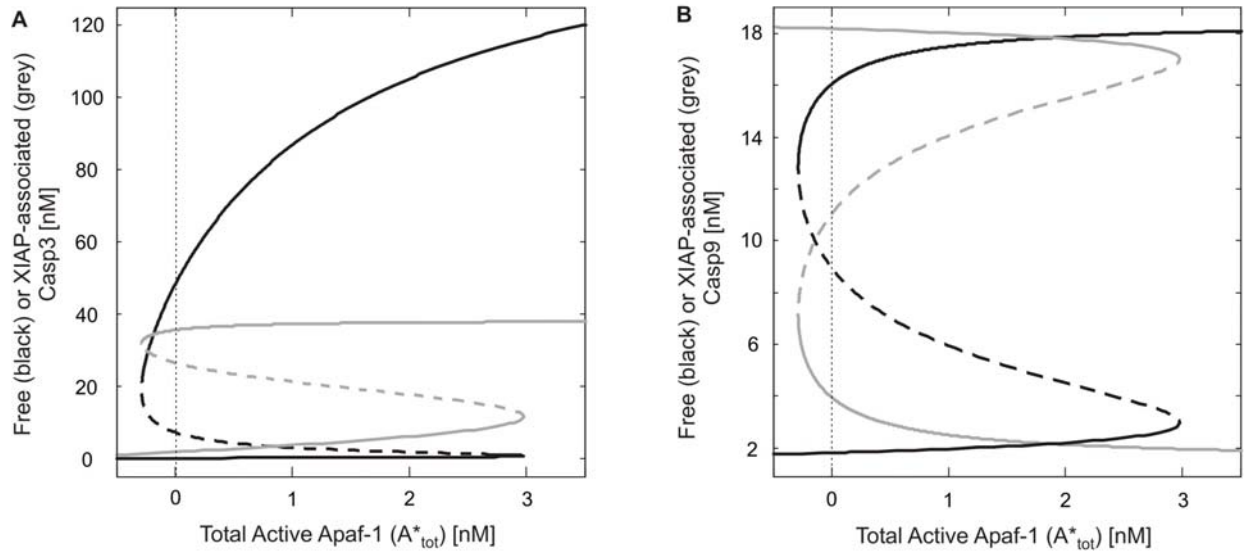 A
Free (black) or XIAP-associated (grey)
Casp3 [nM]
120
100
80
60
40
20
0
0
1
2
3
Total Active Apaf-1 (A*tot) [nM]
B
Free (black) or XIAP-associated (grey)
Casp9 [nM]
18
14
10
6
2
0
1
2
3
Total Active Apaf-1 (A*tot) [nM]